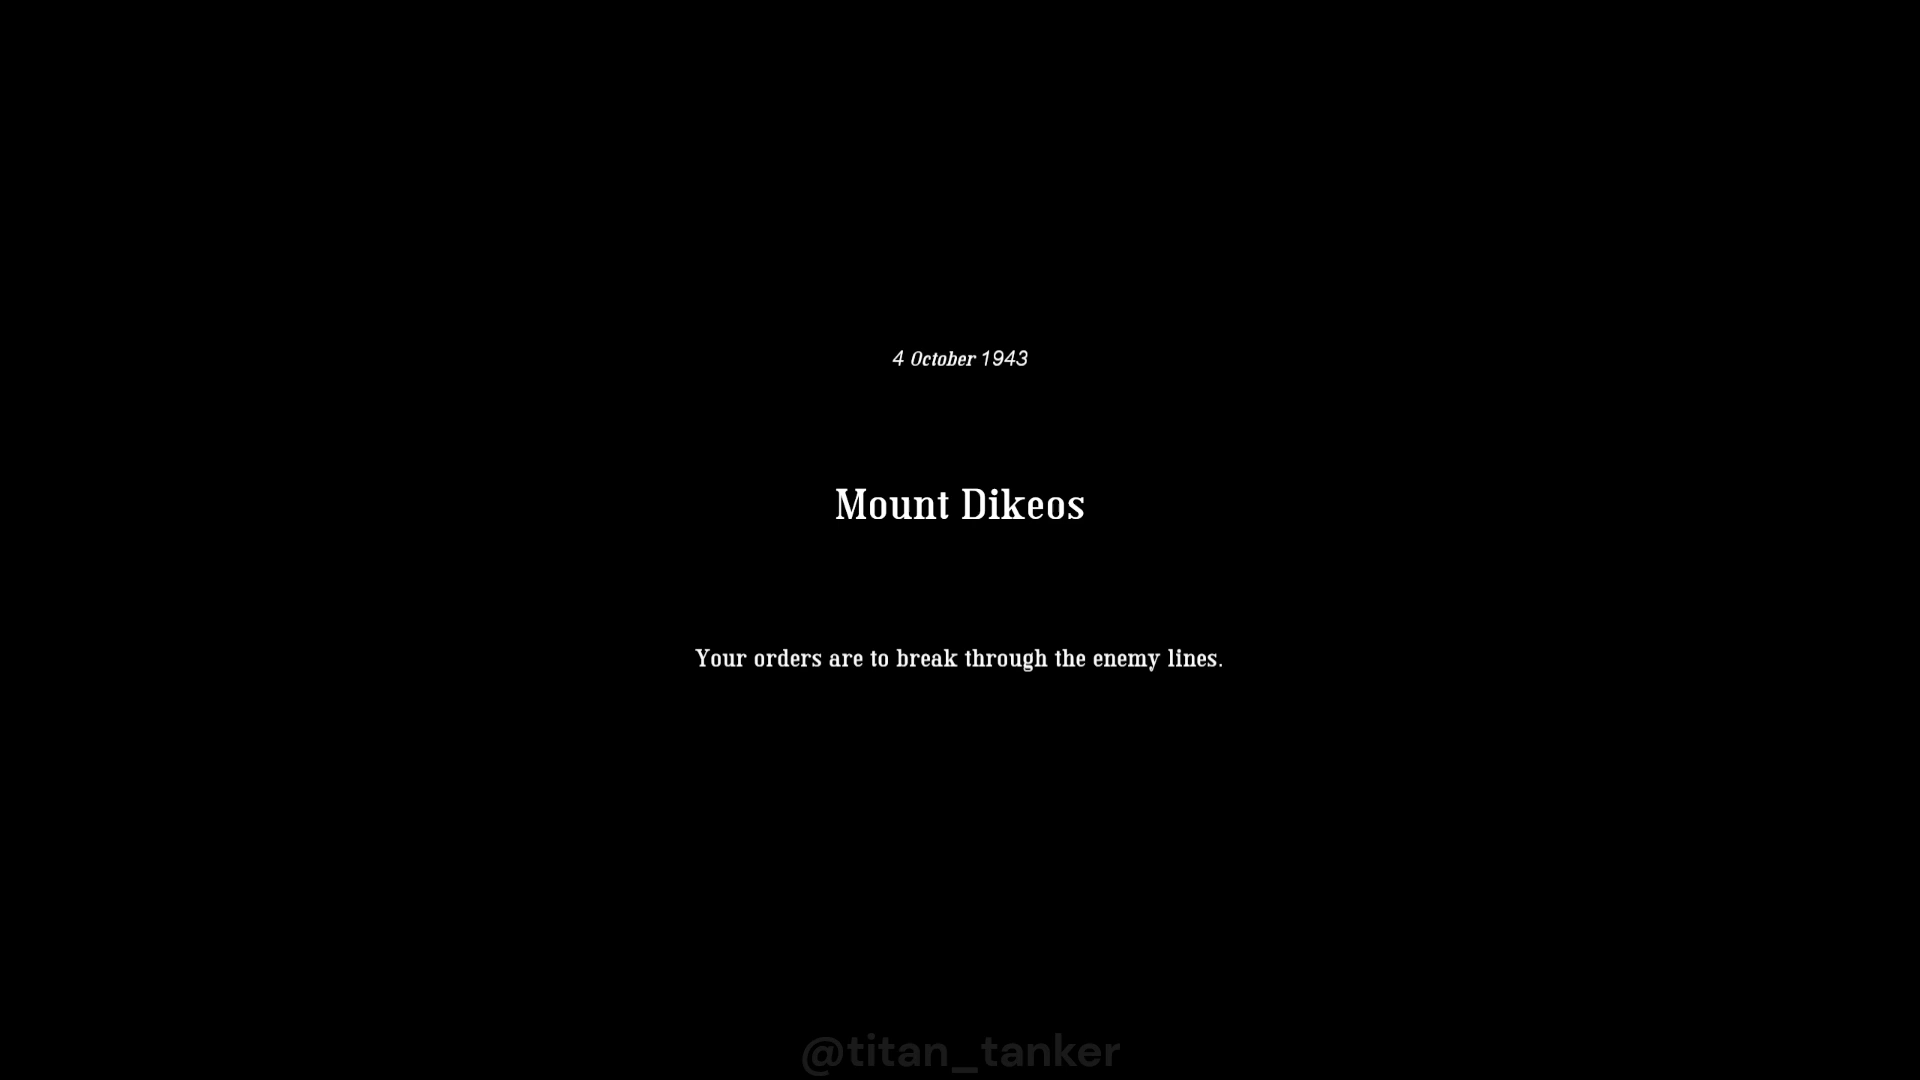 4 October 1943
Mount Dikeos
Your orders are to break through the enemy lines.
@titan_tanker